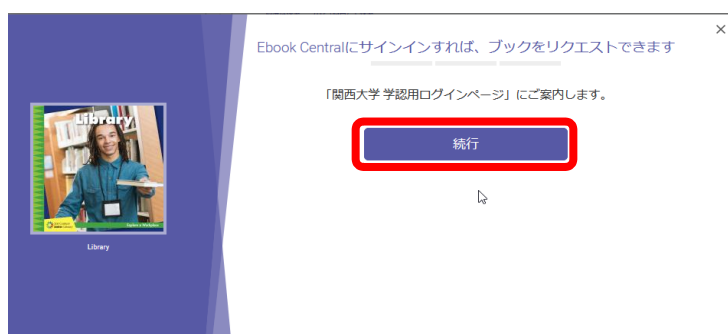 Ebook Centralにサインインすれば、ブックをリクエストできます
「関西大学 学認用ログインページ」にご案内します。
続行
Library
Library